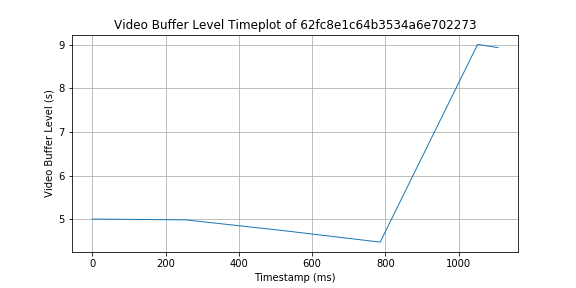 Video Buffer Level Timeplot of 62fc8e1c64b3534a6e702273
Video Buffer Level (s)
9
8
7
6
5
0 200 400 600 800 1000
Timestamp (ms)